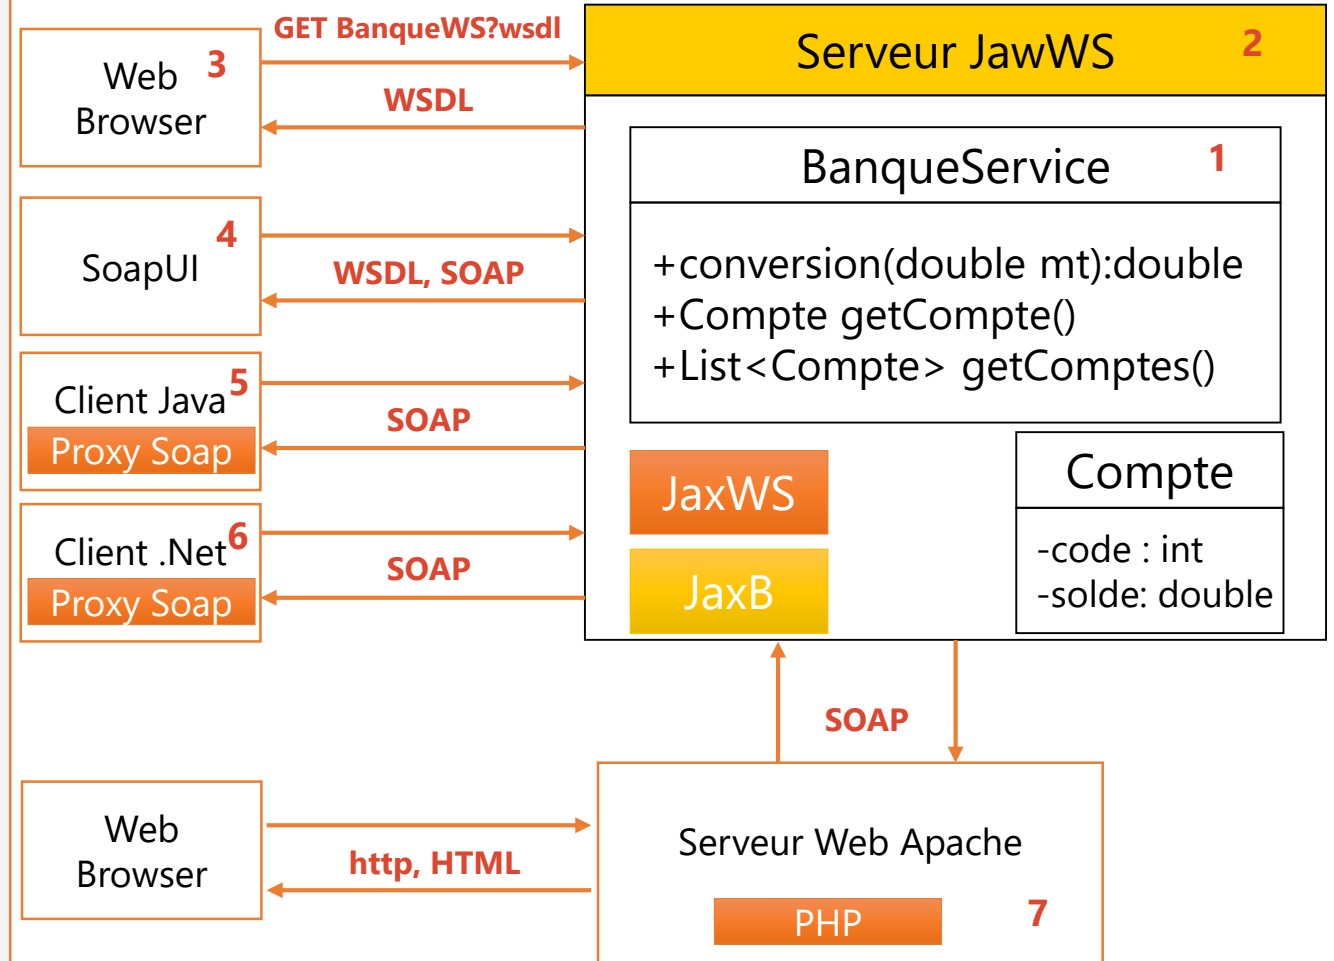 GET BanqueWS?wsdl
Web
Browser
3
WSDL
Serveur JawWS
2
BanqueService
1
+conversion(double mt):double
+Compte getCompte()
+List<Compte> getComptes()
SoapUI
4
WSDL, SOAP
Client Java
5
Proxy Soap
SOAP
Client .Net
6
Proxy Soap
SOAP
JaxWS
JaxB
Compte
-code : int
-solde: double
SOAP
Web
Browser
http, HTML
Serveur Web Apache
PHP
7